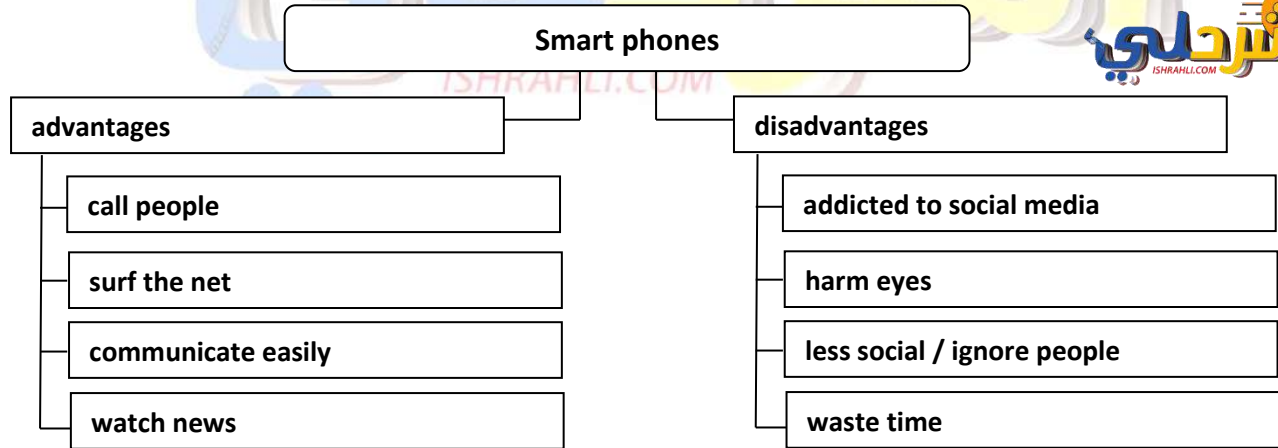 Smart phones
شرحلي
ISHRAHLI.COM
ISHRAHLI.COM
advantages
call people
surf the net
communicate easily
watch news
disadvantages
addicted to social media
harm eyes
less social / ignore people
waste time